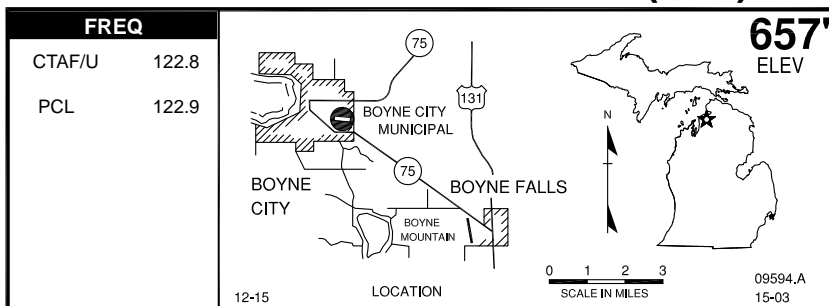 FREQ
CTAF/U 122.8
PCL 122.9
75
131
BOYNE CITY
MUNICIPAL
75
BOYNE
CITY
BOYNE FALLS
BOYNE
MOUNTAIN
12-15
LOCATION
657'
ELEV
N
0 1 2 3
SCALE IN MILES
09594.A
15-03